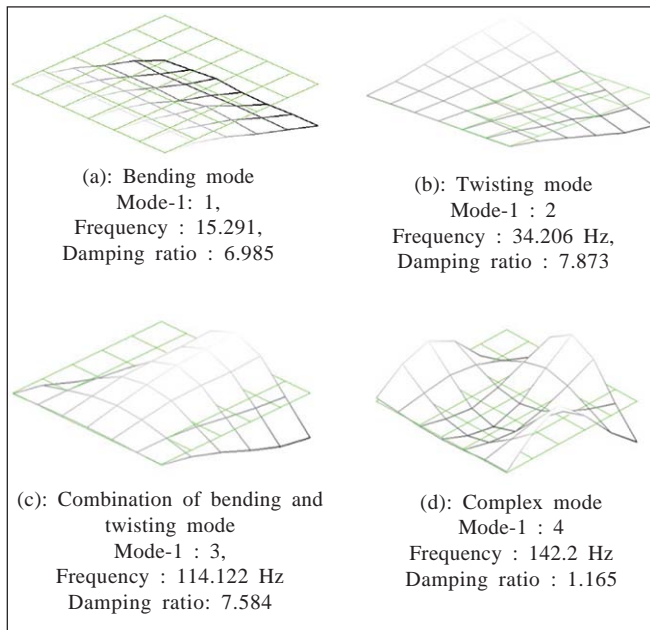 (a): Bending mode
Mode-1: 1,
Frequency : 15.291,
Damping ratio : 6.985
(b): Twisting mode
Mode-1 : 2
Frequency : 34.206 Hz,
Damping ratio : 7.873
(c): Combination of bending and
twisting mode
Mode-1 : 3,
Frequency : 114.122 Hz
Damping ratio: 7.584
(d): Complex mode
Mode-1 : 4
Frequency : 142.2 Hz
Damping ratio : 1.165